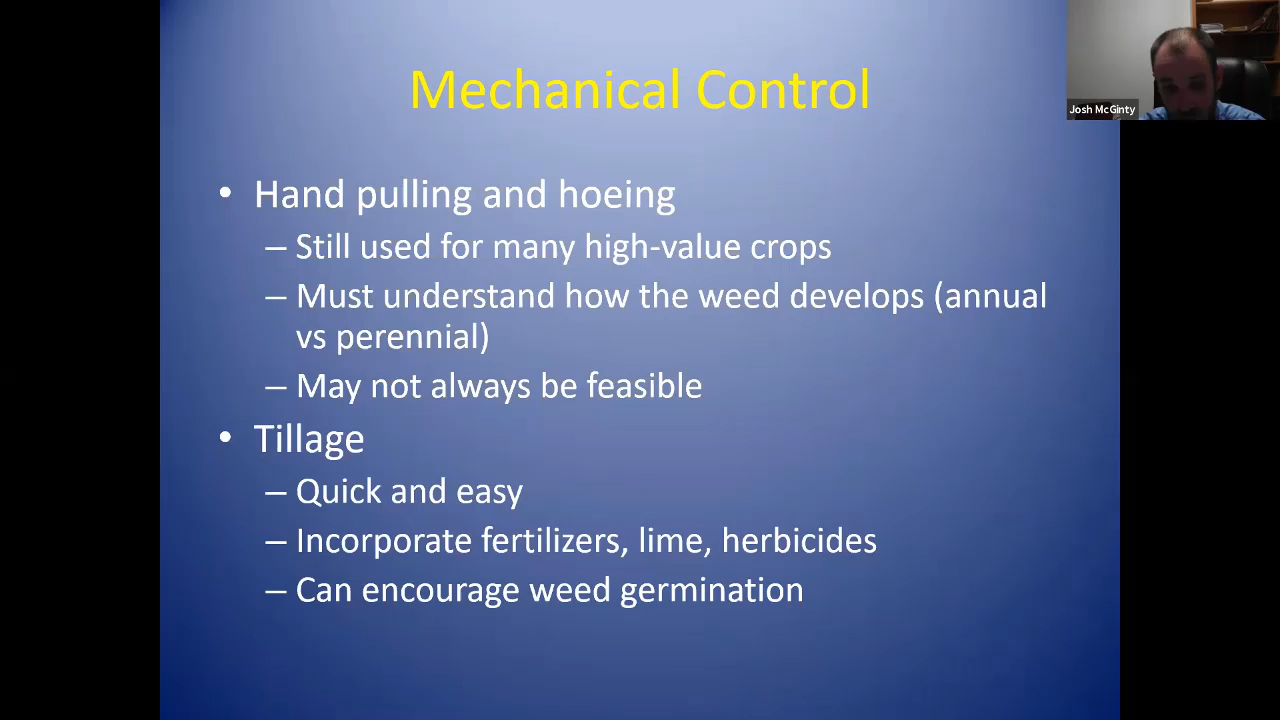 Mechanical Control
Josh McGinty
• Hand pulling and hoeing
– Still used for many high-value crops
– Must understand how the weed develops (annual
vs perennial)
– May not always be feasible
• Tillage
– Quick and easy
– Incorporate fertilizers, lime, herbicides
– Can encourage weed germination